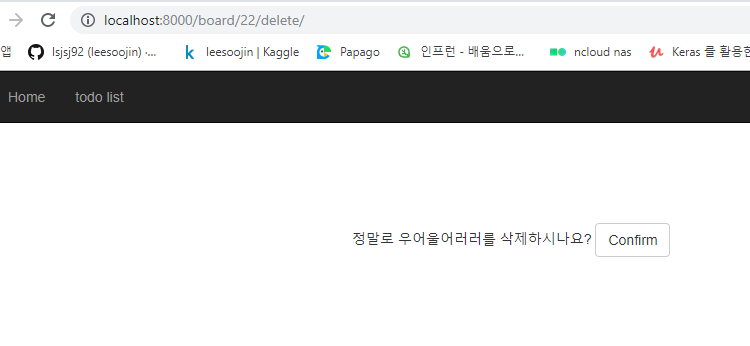 localhost:8000/board/22/delete/
앱 lsjsj92 (leesoojin) ·... leesoojin | Kaggle Papago 인프런 - 배움으로... ncloud nas Keras 를 활용한
Home todo list
정말로 우어울어러러를 삭제하시나요? Confirm